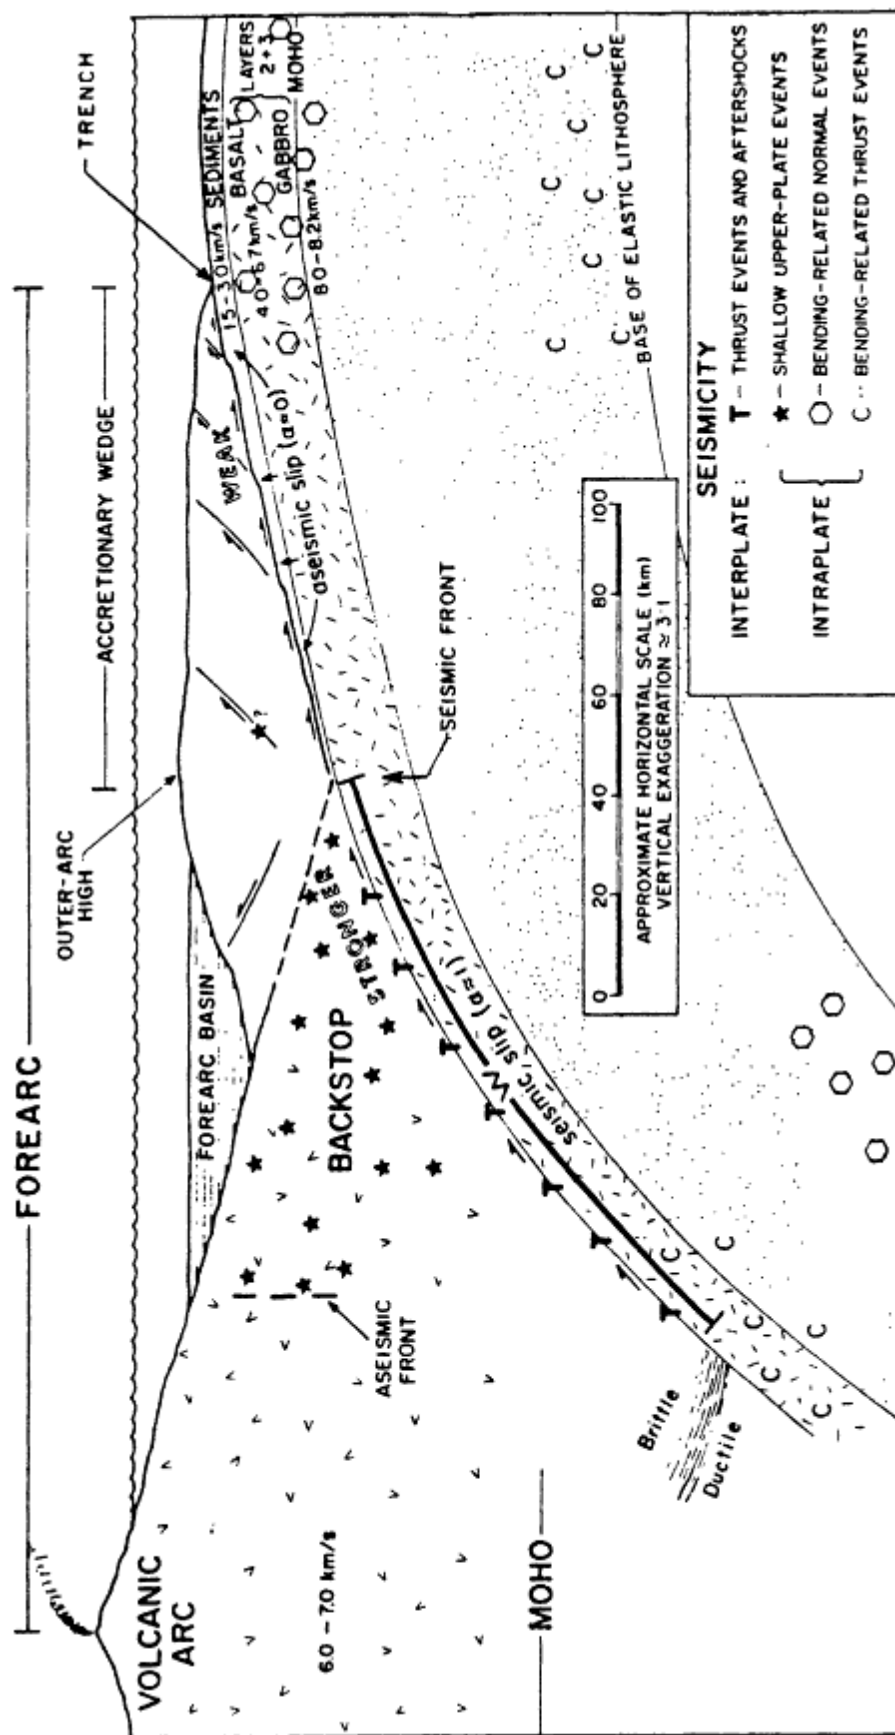 FOREARC
ACCRETIONARY WEDGE
TRENCH
OUTER-ARC
HIGH
VOLCANIC
ARC
FOREARC BASIN
WEAK
1.5-3.0 km/s SEDIMENTS
BASALT
4.0-6.7 km/s
GABBRO
LAYERS
2+3
MOHO
8.0-8.2 km/s
aseismic slip (α=0)
?
STRONGER
BACKSTOP
ASEISMIC
FRONT
6.0-7.0 km/s
SEISMIC FRONT
W
seismic slip (α=1)
BASE OF ELASTIC LITHOSPHERE
MOHO
Brittle
Ductile
0 20 40 60 80 100
APPROXIMATE HORIZONTAL SCALE (km)
VERTICAL EXAGGERATION ≃ 3:1
SEISMICITY
INTERPLATE : T - THRUST EVENTS AND AFTERSHOCKS
★ - SHALLOW UPPER-PLATE EVENTS
INTRAPLATE
- BENDING-RELATED NORMAL EVENTS
C - BENDING-RELATED THRUST EVENTS